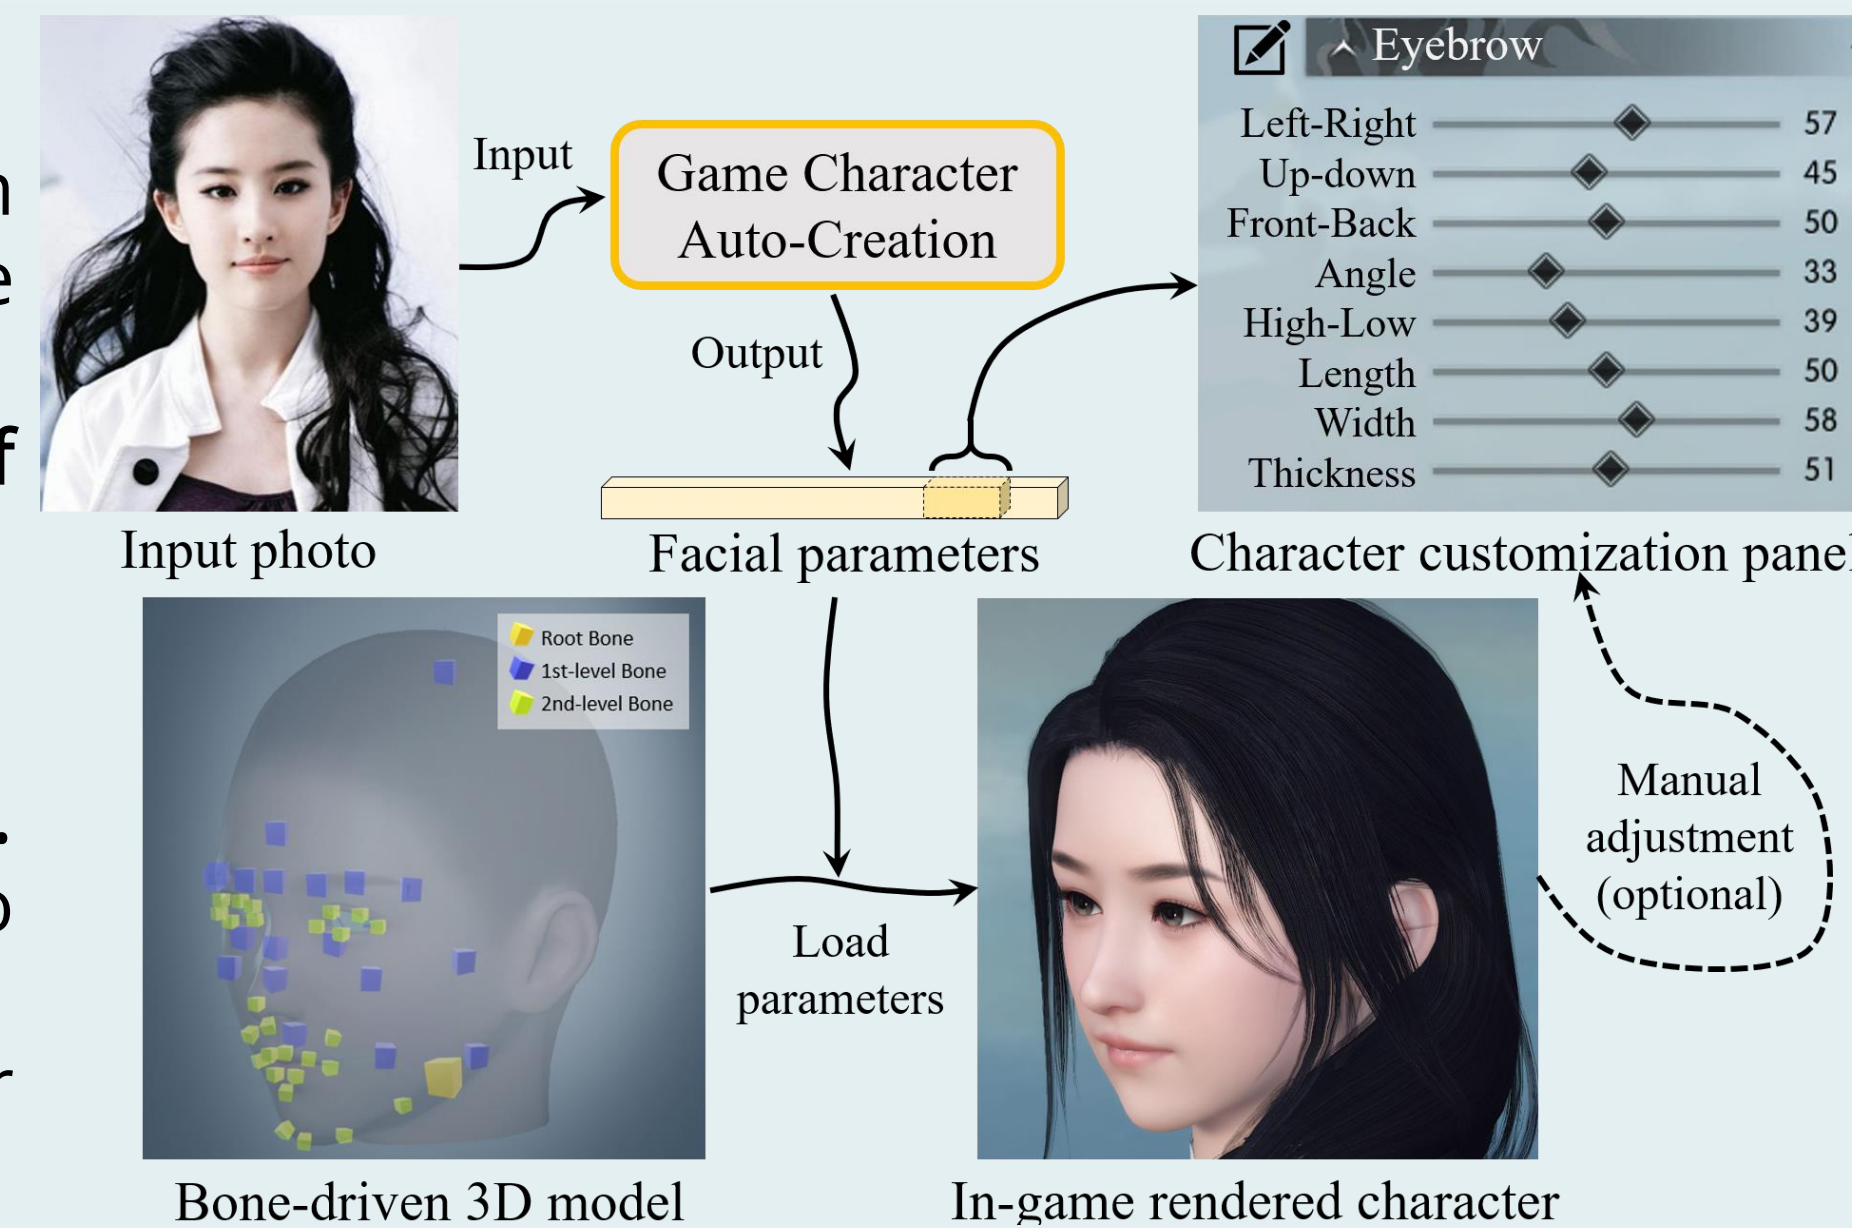 Input
Game Character
Auto-Creation
Output
Input photo
Facial parameters
Eyebrow
Left-Right 57
Up-down 45
Front-Back 50
Angle 33
High-Low 39
Length 50
Width 58
Thickness 51
Character customization panel
Root Bone
1st-level Bone
2nd-level Bone
Load
parameters
Manual
adjustment
(optional)
Bone-driven 3D model
In-game rendered character